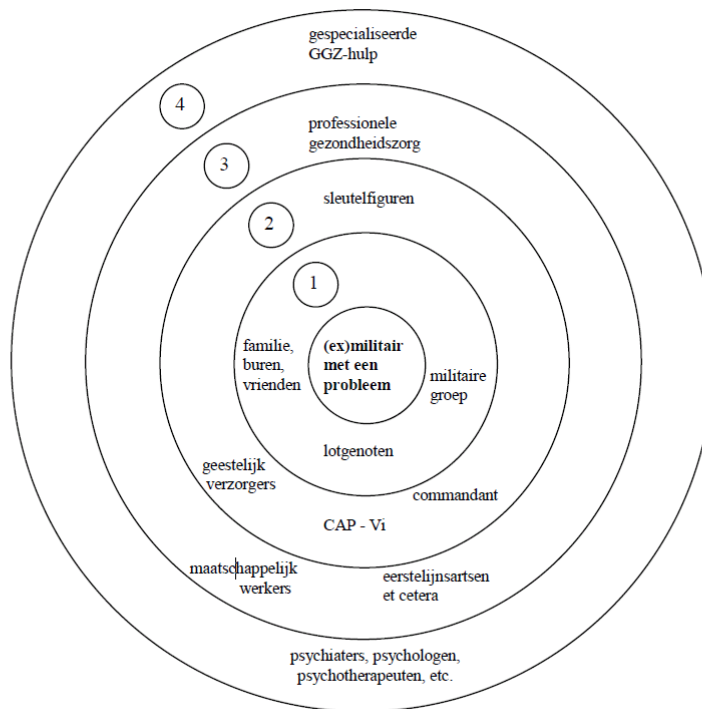 gespecialiseerde
GGZ-hulp
4
professionele
gezondheidszorg
3
sleutelfiguren
2
1
familie,
buren,
vrienden
(ex)militair
met een
probleem
militaire
groep
lotgenoten
geestelijk
verzorgers
commandant
CAP - Vi
maatschappelijk
werkers
eerstelijnsartsen
et cetera
psychiaters, psychologen,
psychotherapeuten, etc.